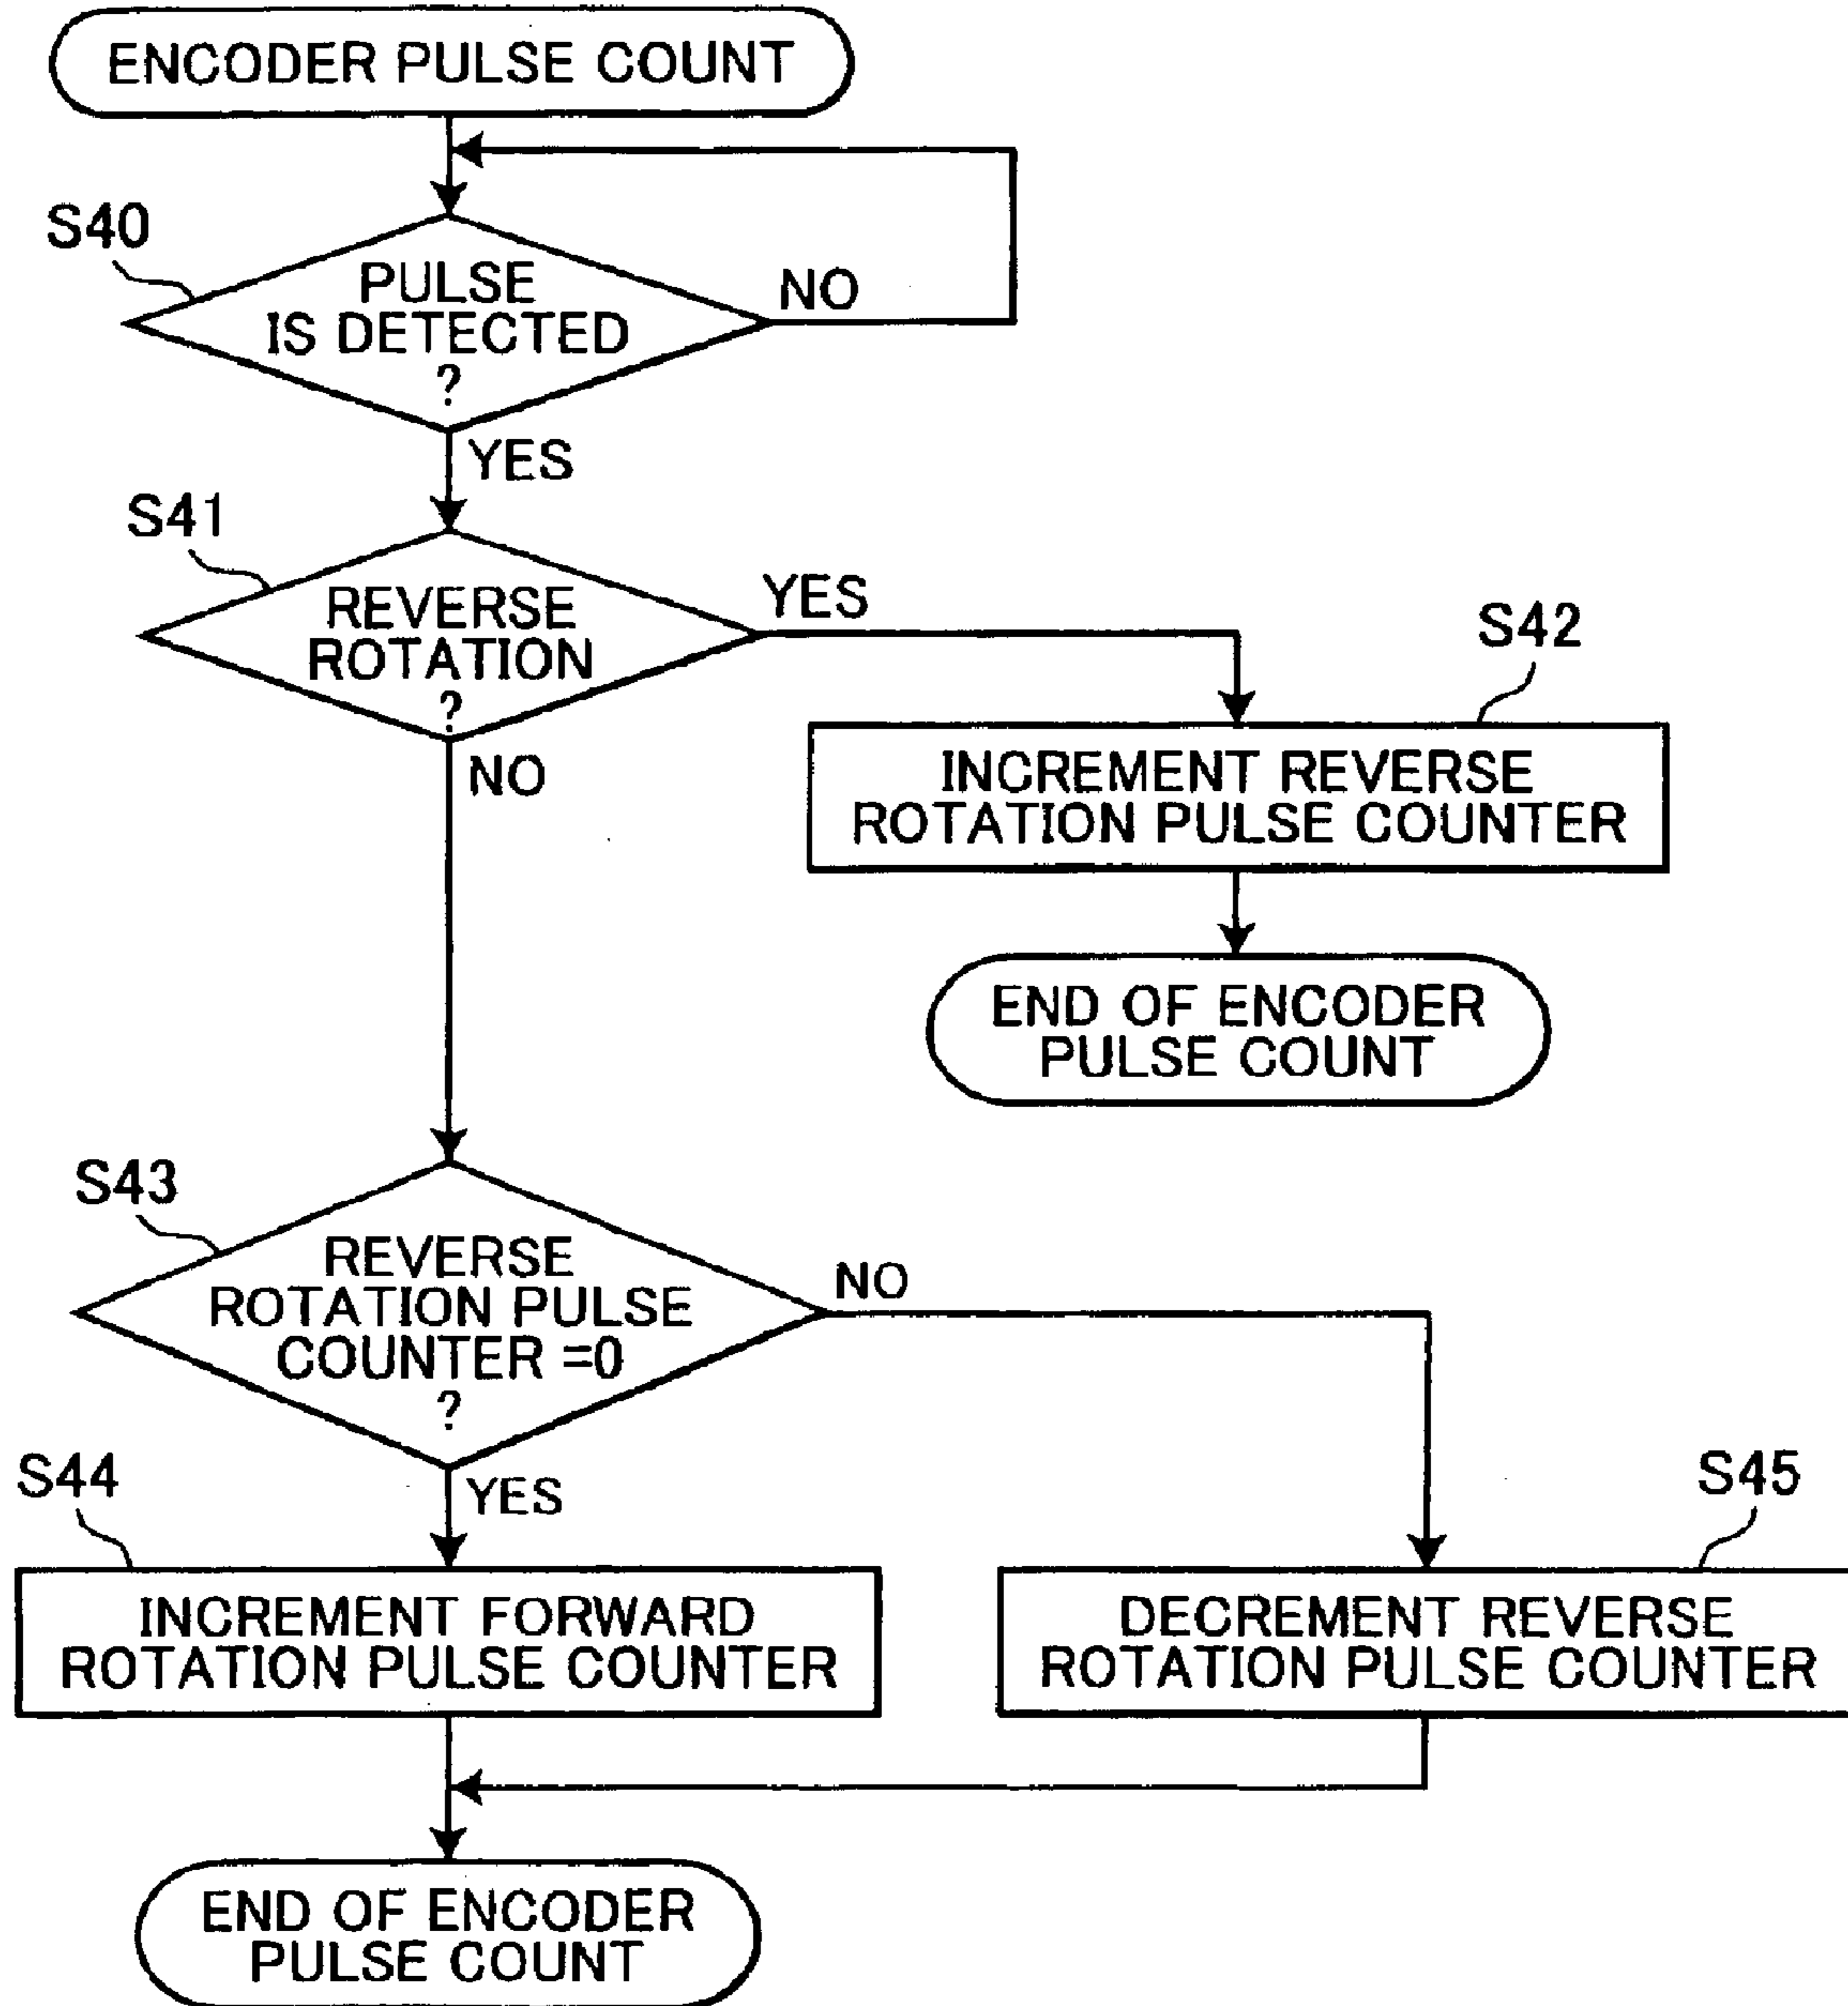 ENCODER PULSE COUNT
S40
PULSE
IS DETECTED
?
NO
YES
S41
REVERSE
ROTATION
?
YES
NO
S42
INCREMENT REVERSE
ROTATION PULSE COUNTER
END OF ENCODER
PULSE COUNT
S43
REVERSE
ROTATION PULSE
COUNTER =0
?
NO
YES
S44
INCREMENT FORWARD
ROTATION PULSE COUNTER
S45
DECREMENT REVERSE
ROTATION PULSE COUNTER
END OF ENCODER
PULSE COUNT